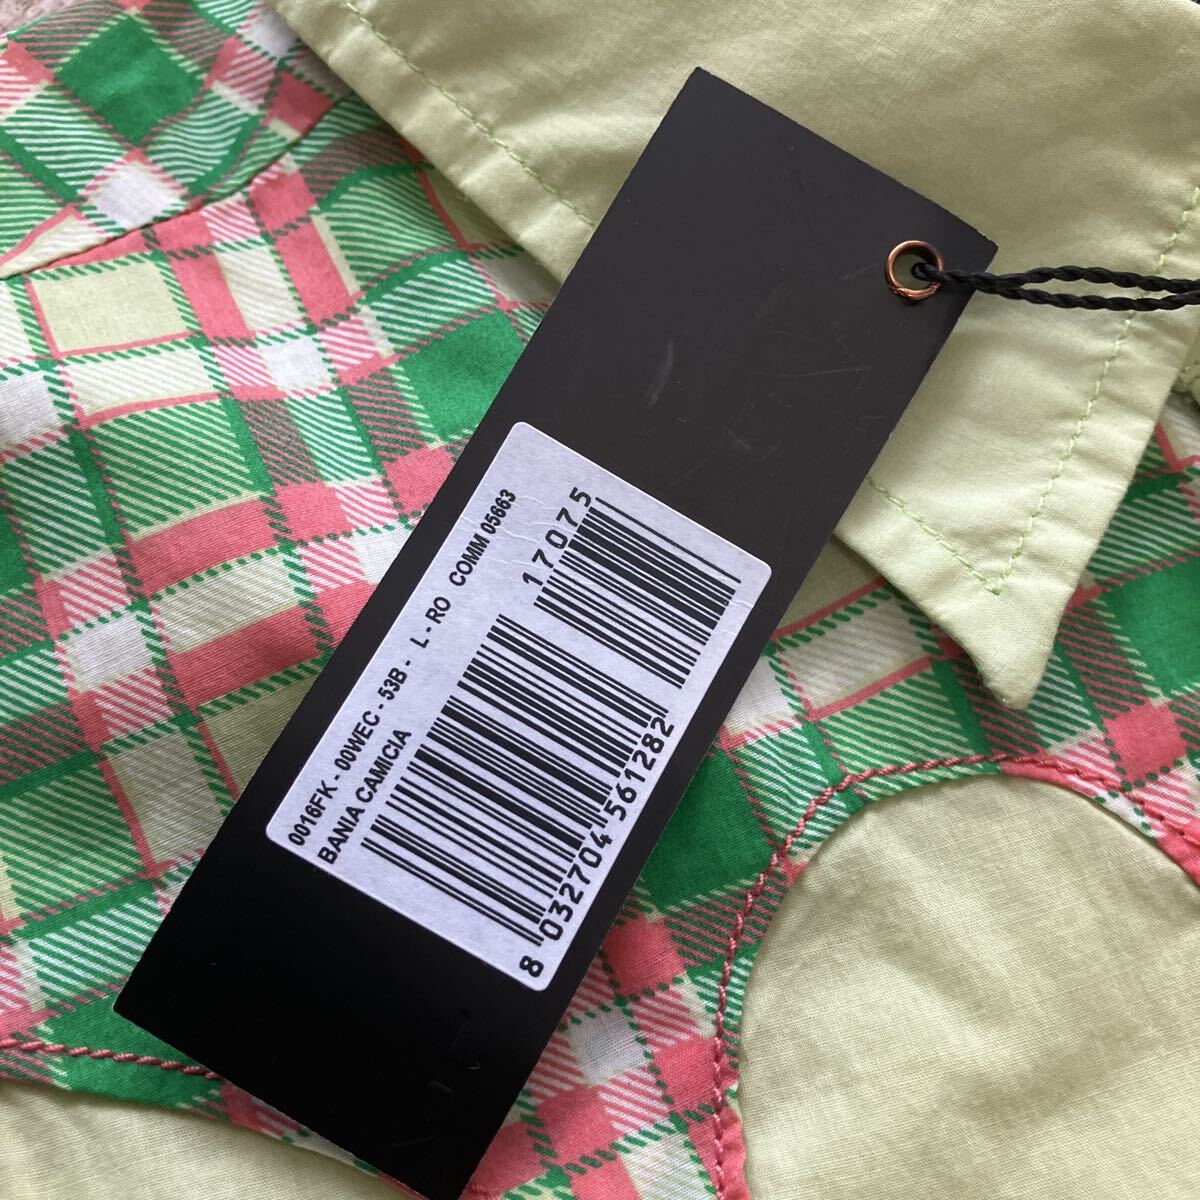 0016FK - 00WEC - 53B - L - RO COMM 05663
BANIA CAMICIA
17075
8 032704 561282